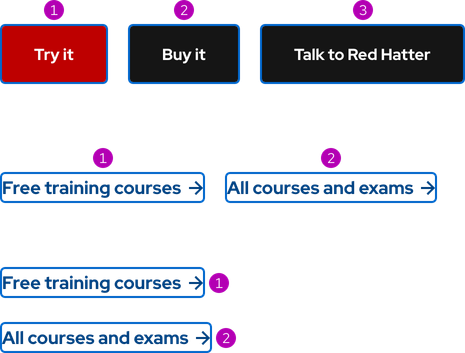 1 2 3
Try it Buy it Talk to Red Hatter
1 2
Free training courses → All courses and exams →
Free training courses → 1
All courses and exams → 2